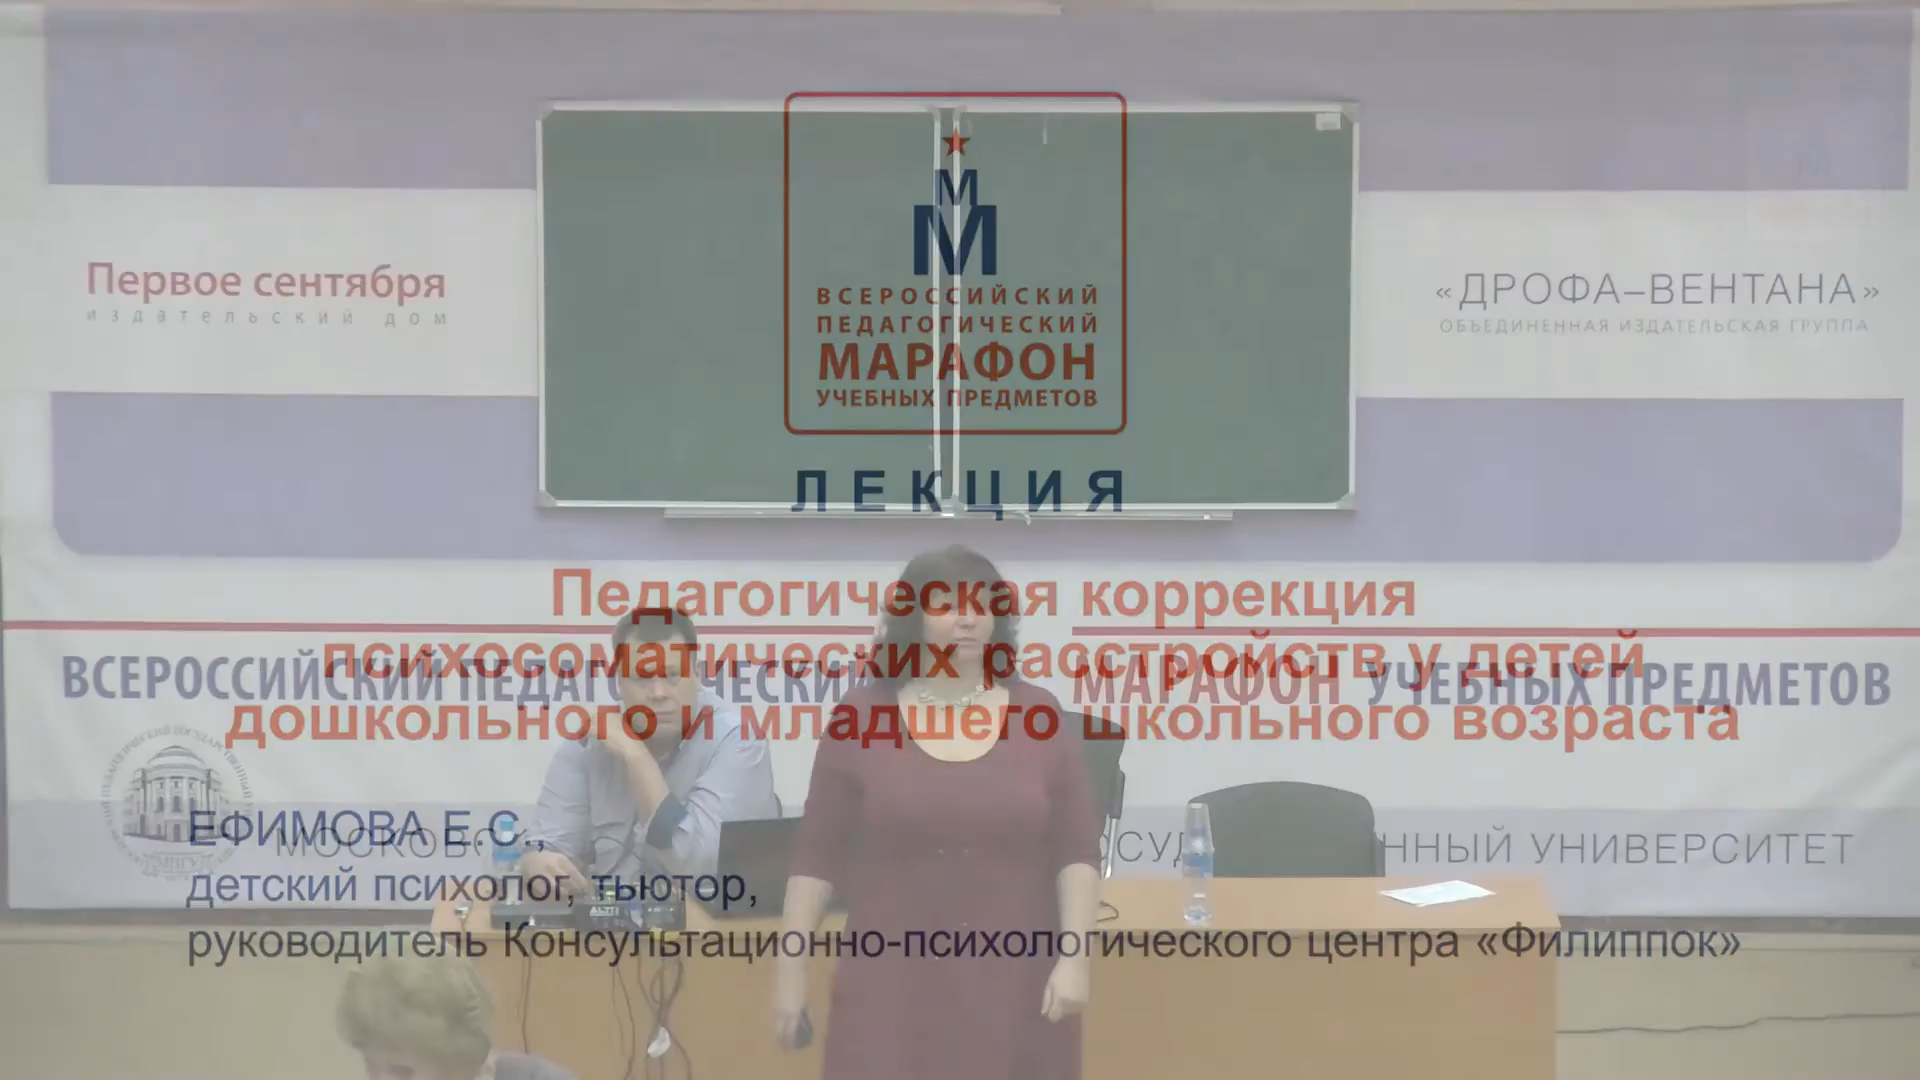 М
М
ВСЕРОССИЙСКИЙ
ПЕДАГОГИЧЕСКИЙ
МАРАФОН
УЧЕБНЫХ ПРЕДМЕТОВ
Первое сентября
издательский дом
«ДРОФА–ВЕНТАНА»
ОБЪЕДИНЕННАЯ ИЗДАТЕЛЬСКАЯ ГРУППА
ЛЕКЦИЯ
Педагогическая коррекция
психосоматических расстройств у детей
дошкольного и младшего школьного возраста
ВСЕРОССИЙСКИЙ ПЕДАГОГИЧЕСКИЙ МАРАФОН УЧЕБНЫХ ПРЕДМЕТОВ
УНИВЕРСИТЕТ
ЕФИМОВА Е.С.,
детский психолог, тьютор,
руководитель Консультационно-психологического центра «Филиппок»